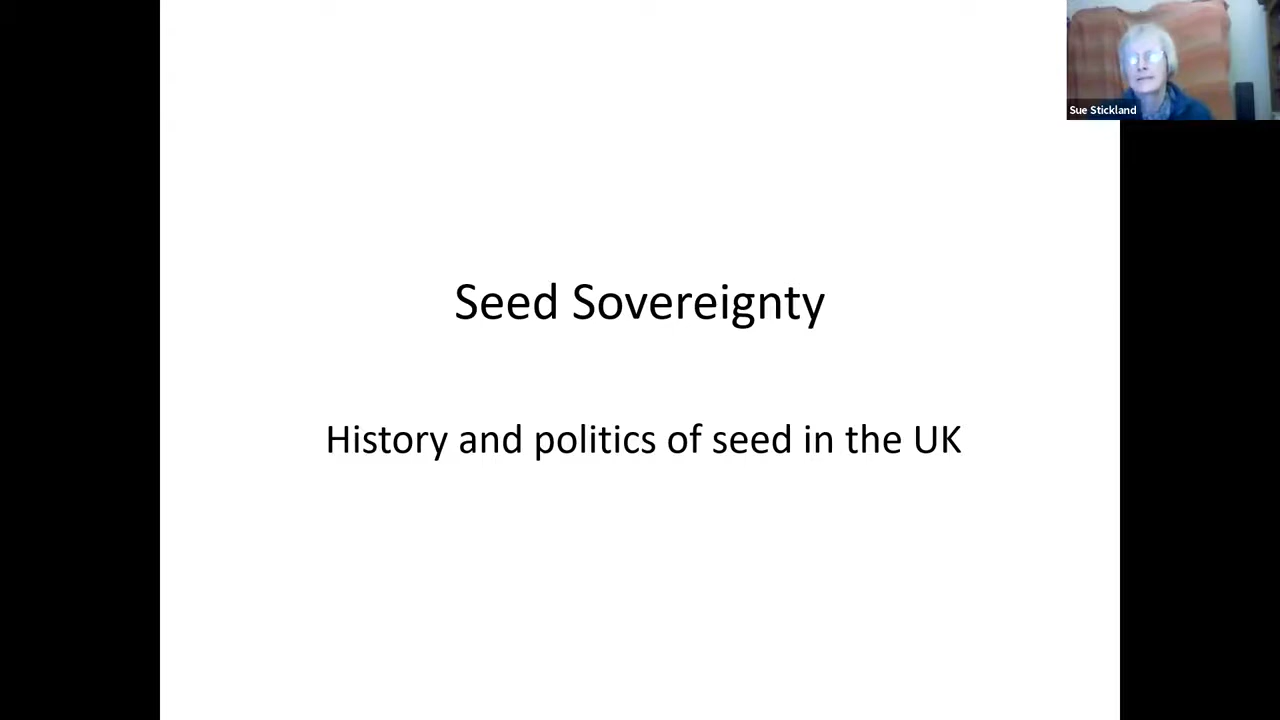 Sue Stickland
Seed Sovereignty
History and politics of seed in the UK